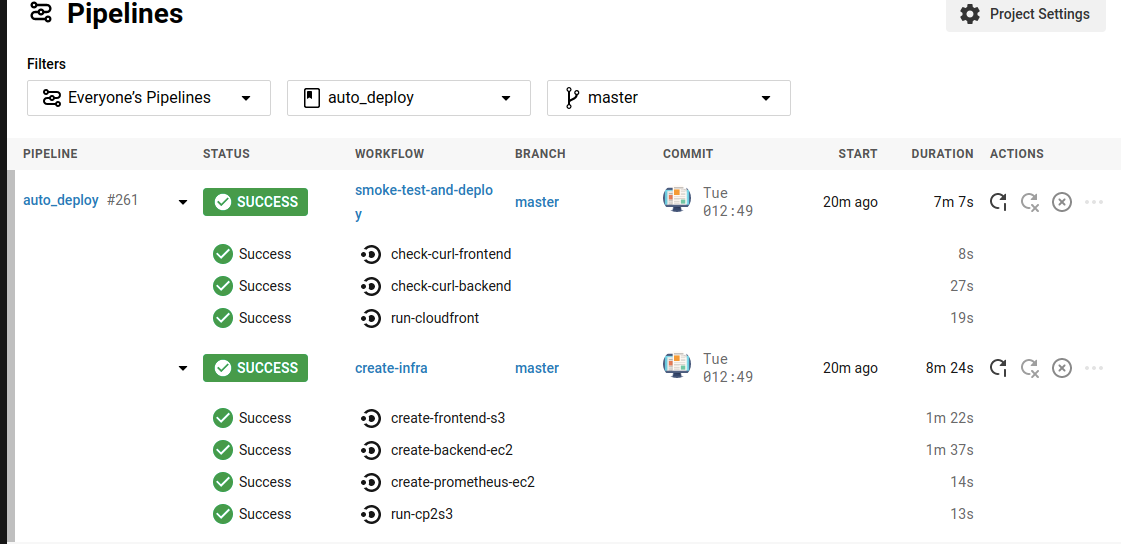 Pipelines
Project Settings
Filters
Everyone's Pipelines
auto_deploy
master
PIPELINE STATUS WORKFLOW BRANCH COMMIT START DURATION ACTIONS
auto_deploy #261 SUCCESS smoke-test-and-deplo
y master Tue
012:49 20m ago 7m 7s
Success check-curl-frontend 8s
Success check-curl-backend 27s
Success run-cloudfront 19s
SUCCESS create-infra master Tue
012:49 20m ago 8m 24s
Success create-frontend-s3 1m 22s
Success create-backend-ec2 1m 37s
Success create-prometheus-ec2 14s
Success run-cp2s3 13s